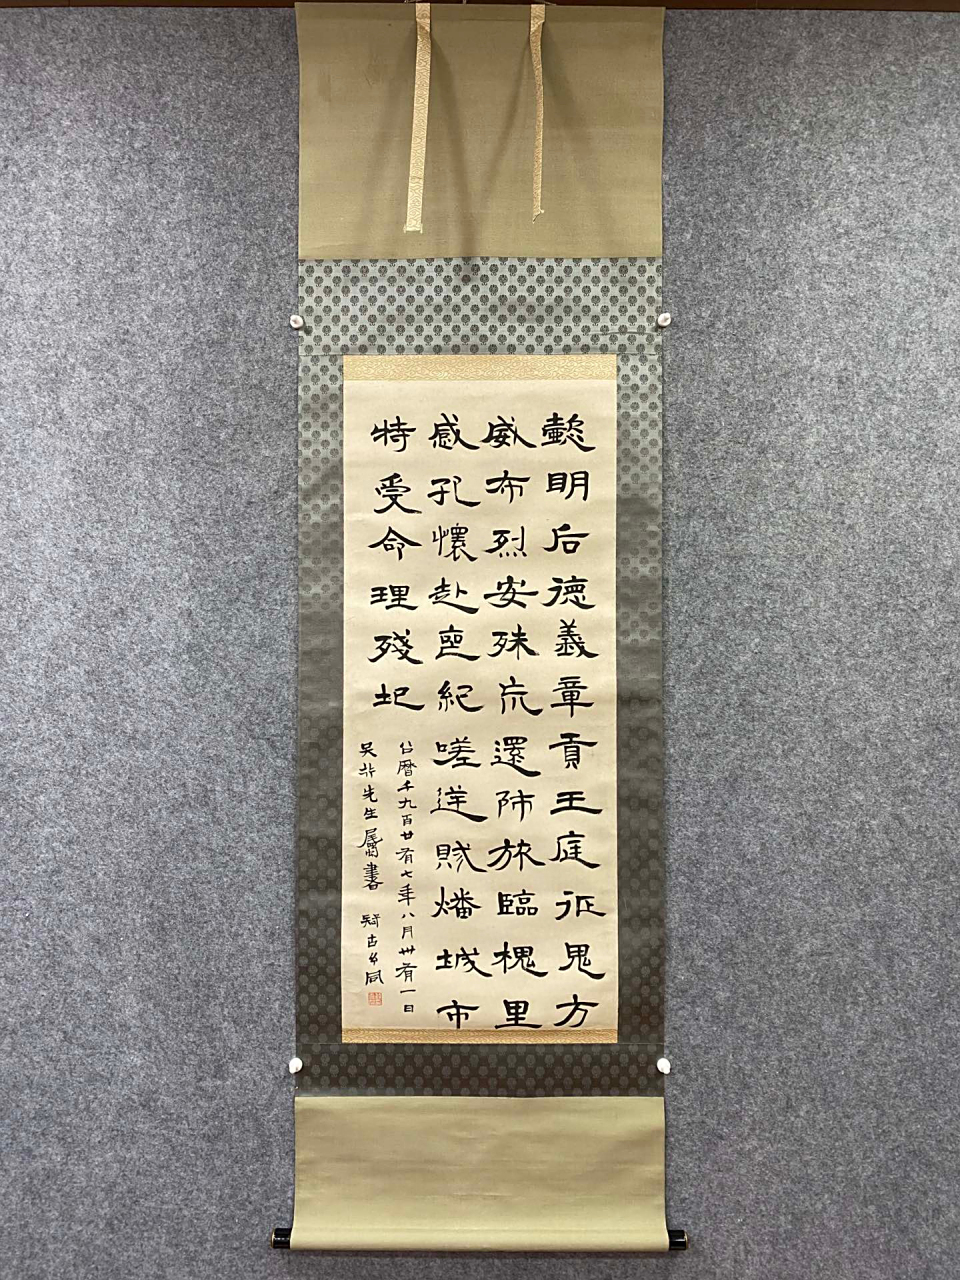 懿明后德義章貢王庭征鬼方
威布烈安殊荒還師旅臨槐里
感孔懷赴喪紀嗟逆賊燔城市
特受命理殘圮
公曆千九百廿有七年八月卅有一日
吴 先生屬書 疑古玄同